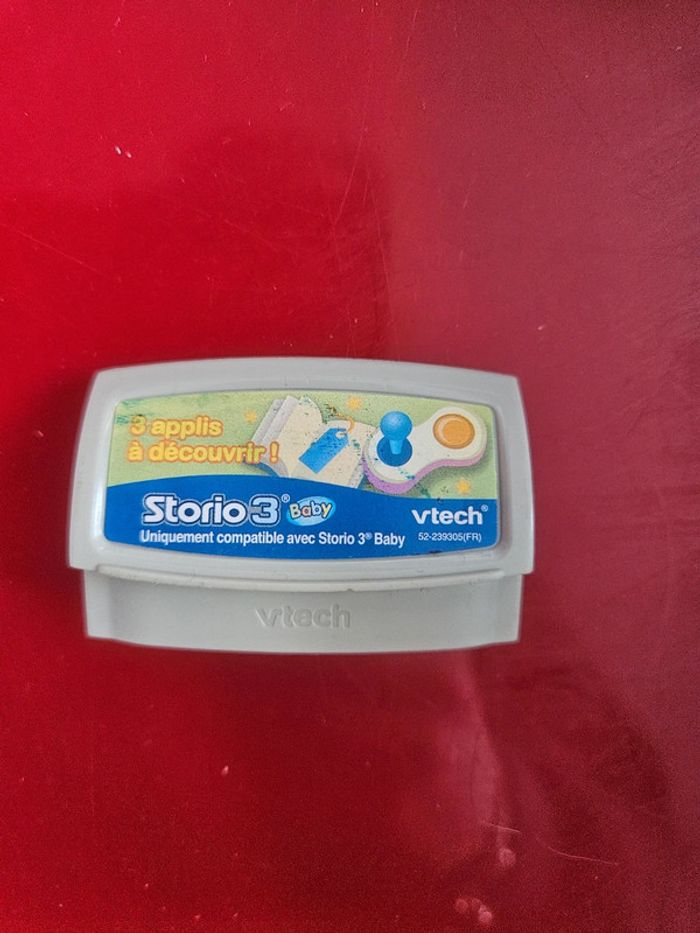 3 applis
à découvrir !
Storio 3® Baby
vtech®
Uniquement compatible avec Storio 3® Baby
52-239305(FR)
vtech